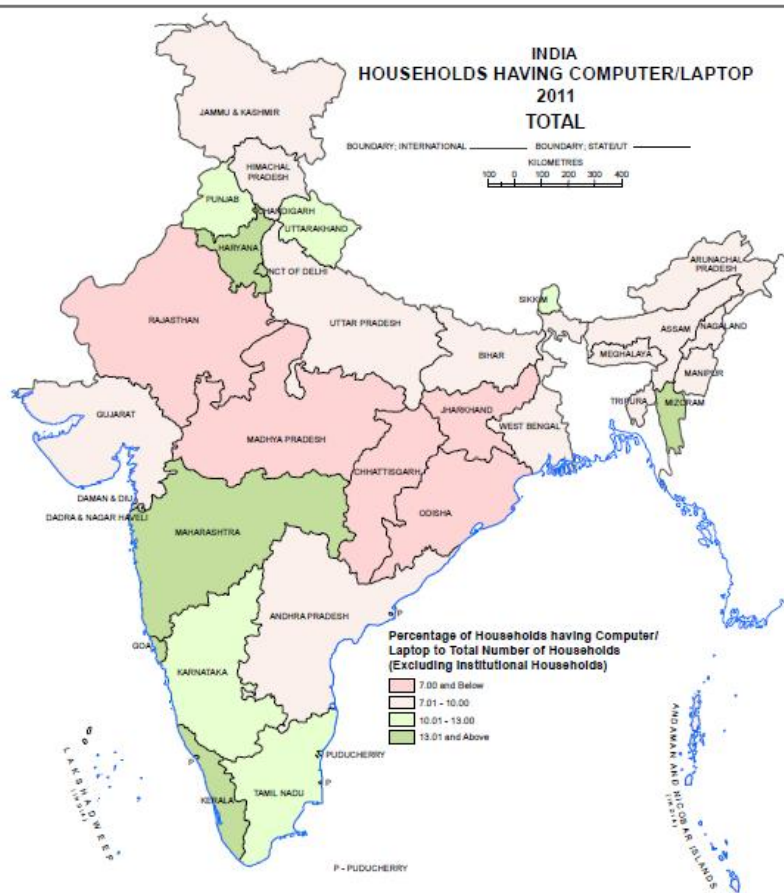 INDIA
HOUSEHOLDS HAVING COMPUTER/LAPTOP
2011
TOTAL
BOUNDARY; INTERNATIONAL
BOUNDARY; STATE/UT
KILOMETRES
100 0 100 200 300 400
JAMMU & KASHMIR
HIMACHAL
PRADESH
PUNJAB
CHANDIGARH
UTTARAKHAND
HARYANA
NCT OF DELHI
ARUNACHAL
PRADESH
SIKKIM
RAJASTHAN
UTTAR PRADESH
ASSAM
NAGALAND
BIHAR
MEGHALAYA
MANIPUR
TRIPURA
MIZORAM
GUJARAT
JHARKHAND
WEST BENGAL
MADHYA PRADESH
CHHATTISGARH
DAMAN & DIU
DADRA & NAGAR HAVELI
ODISHA
MAHARASHTRA
ANDHRA PRADESH
P
GOA
KARNATAKA
Percentage of Households having Computer/
Laptop to Total Number of Households
(Excluding Institutional Households)
7.00 and Below
7.01 - 10.00
10.01 - 13.00
13.01 and Above
PUDUCHERRY
P
P
KERALA
TAMIL NADU
LAKSHADWEEP
(INDIA)
ANDAMAN AND NICOBAR ISLANDS
(INDIA)
P - PUDUCHERRY